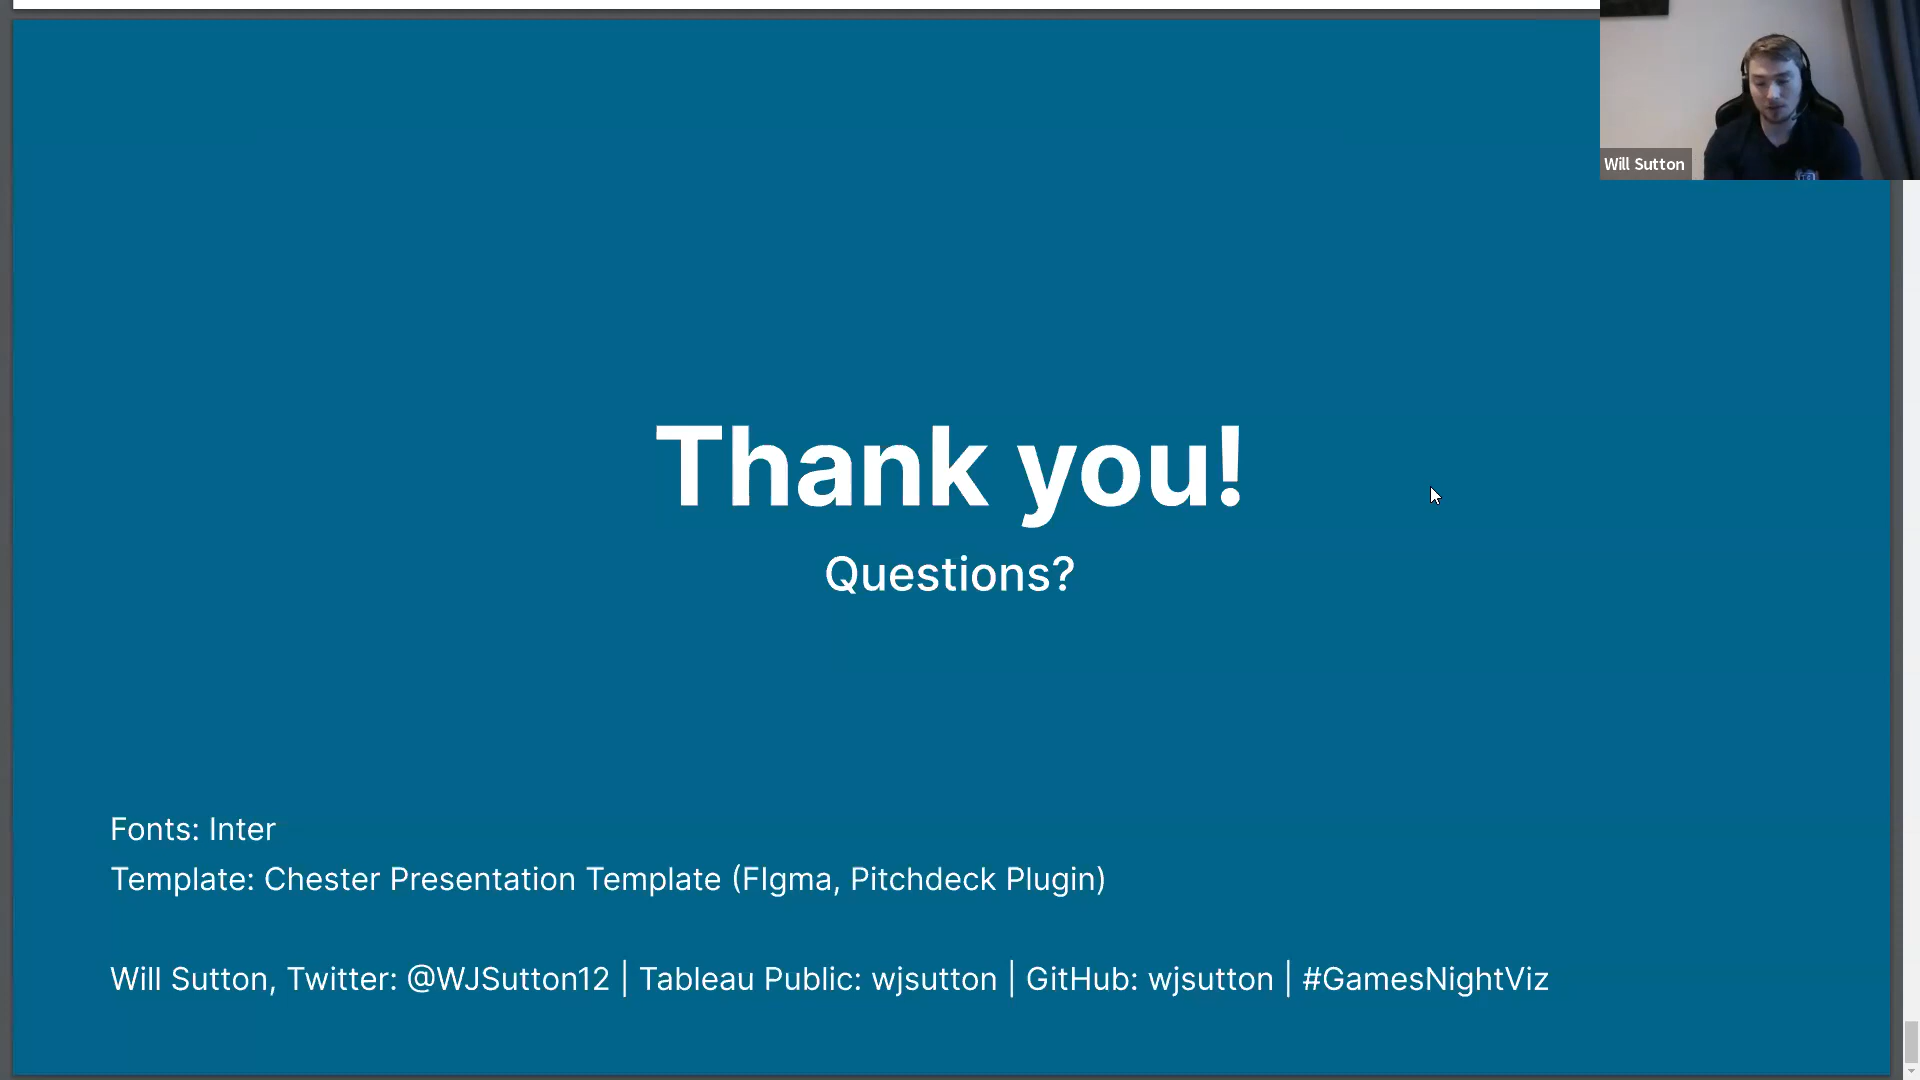 Will Sutton
Thank you!
Questions?
Fonts: Inter
Template: Chester Presentation Template (FIgma, Pitchdeck Plugin)
Will Sutton, Twitter: @WJSutton12 | Tableau Public: wjsutton | GitHub: wjsutton | #GamesNightViz